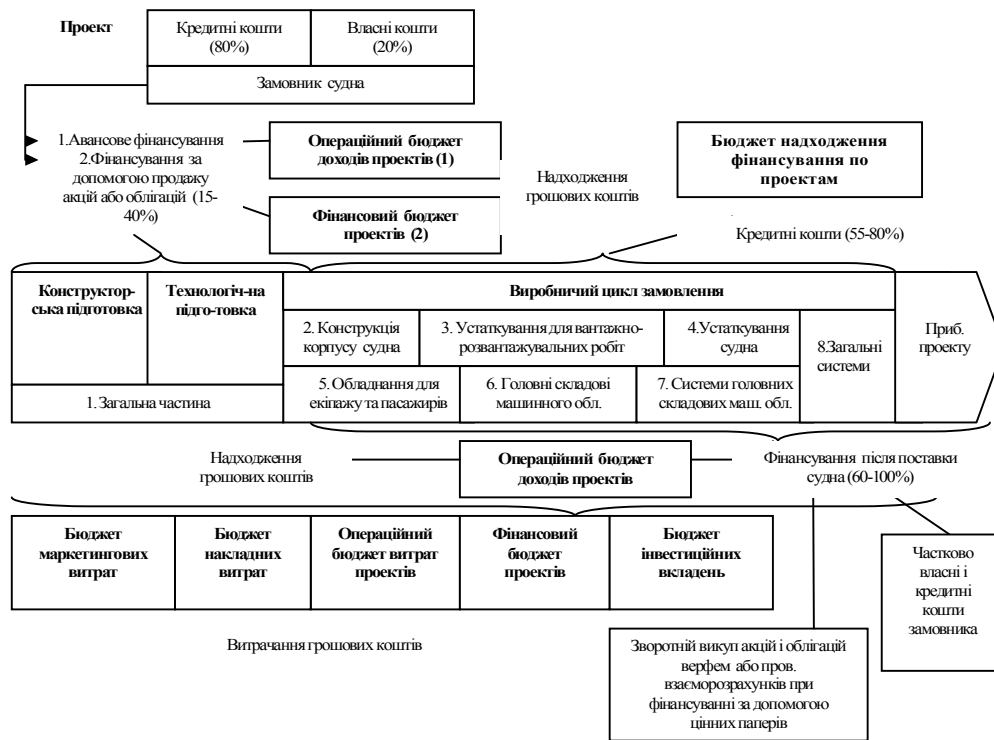 Проект
Кредитні кошти
(80%)
Власні кошти
(20%)
Замовник судна
1.Авансове фінансування
2.Фінансування за
допомогою продажу
акцій або облігацій (15-
40%)
Операційний бюджет
доходів проектів (1)
Фінансовий бюджет
проектів (2)
Надходження
грошових коштів
Бюджет надходження
фінансування по
проектам
Кредитні кошти (55-80%)
Конструктор-
ська підготовка
Технологіч-на
підго-товка
Виробничий цикл замовлення
Приб.
проекту
2. Конструкція
корпусу судна
3. Устаткування для вантажно-
розвантажувальних робіт
4.Устаткування
судна
8.Загальні
системи
1. Загальна частина
5. Обладнання для
екіпажу та пасажирів
6. Головні складові
машинного обл.
7. Системи головних
складових маш. обл.
Надходження
грошових коштів
Операційний бюджет
доходів проектів
Фінансування після поставки
судна (60-100%)
Бюджет
маркетингових
витрат
Бюджет
накладних
витрат
Операційний
бюджет витрат
проектів
Фінансовий
бюджет
проектів
Бюджет
інвестиційних
вкладень
Частково
власні і
кредитні
кошти
замовника
Витрачання грошових коштів
Зворотній викуп акцій і облігацій
верфем або пров.
взаєморозрахунків при
фінансуванні за допомогою
цінних паперів